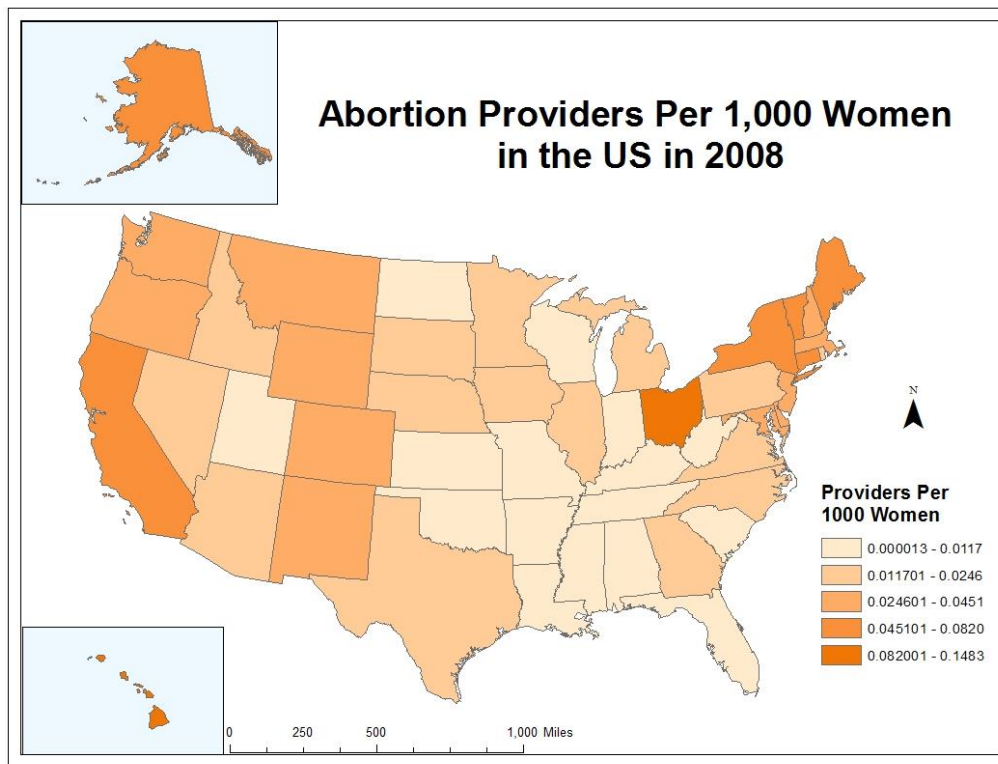 Abortion Providers Per 1,000 Women
in the US in 2008
N
Providers Per
1000 Women
0.000013 - 0.0117
0.011701 - 0.0246
0.024601 - 0.0451
0.045101 - 0.0820
0.082001 - 0.1483
0 250 500 1,000 Miles